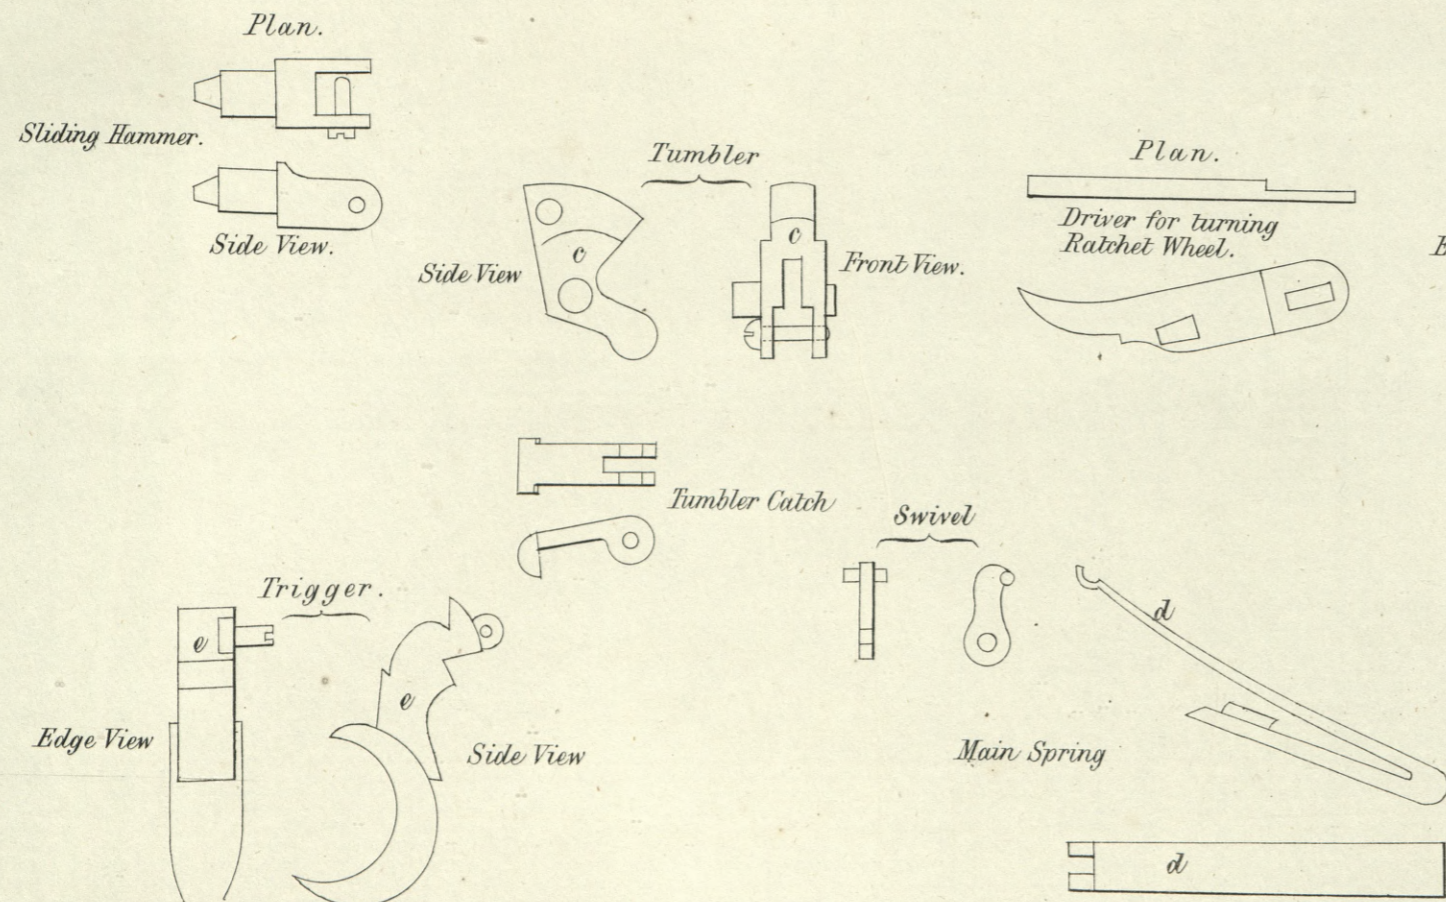 Plan.
Sliding Hammer.
Side View.
Tumbler
Side View
c
c
Front View.
Plan.
Driver for turning
Ratchet Wheel.
E
Tumbler Catch
Swivel
Trigger.
e
e
Edge View
Side View
d
Main Spring
d